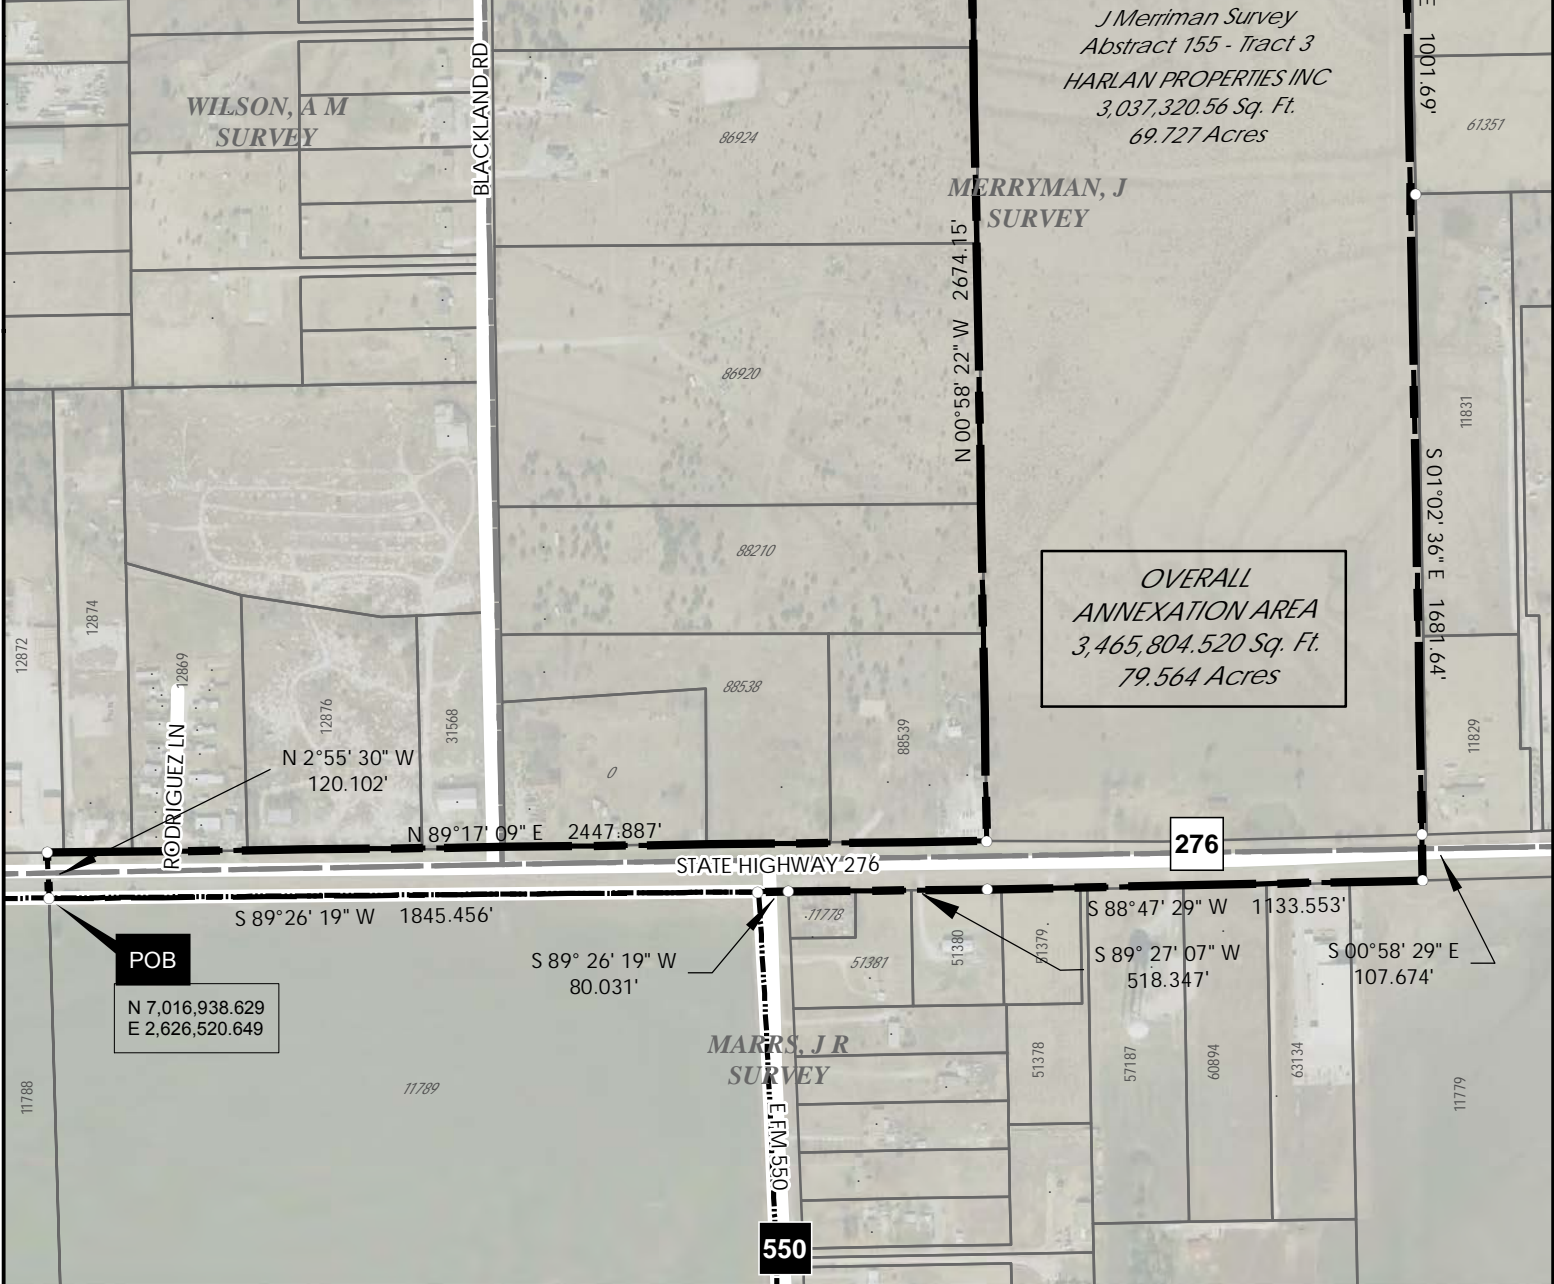 J Merriman Survey
Abstract 155 - Tract 3
HARLAN PROPERTIES INC
3,037,320.56 Sq. Ft.
69.727 Acres
E 1001.69'
61351
BLACKLAND RD
WILSON, A M
SURVEY
86924
MERRYMAN, J
SURVEY
N 00°58' 22" W 2674.15'
86920
11831
S 01°02' 36" E 1681.64'
88210
OVERALL
ANNEXATION AREA
3,465,804.520 Sq. Ft.
79.564 Acres
12872
12874
12869
12876
31568
88538
88539
11829
0
RODRIGUEZ LN
N 2°55' 30" W
120.102'
N 89°17' 09" E 2447.887'
STATE HIGHWAY 276
276
S 89°26' 19" W 1845.456'
11778
S 88°47' 29" W 1133.553'
POB
N 7,016,938.629
E 2,626,520.649
S 89° 26' 19" W
80.031'
51381
51380
51379
S 89° 27' 07" W
518.347'
S 00°58' 29" E
107.674'
MARRS, J R
SURVEY
11788
11789
51378
57187
60894
63134
11779
E FM 550
550